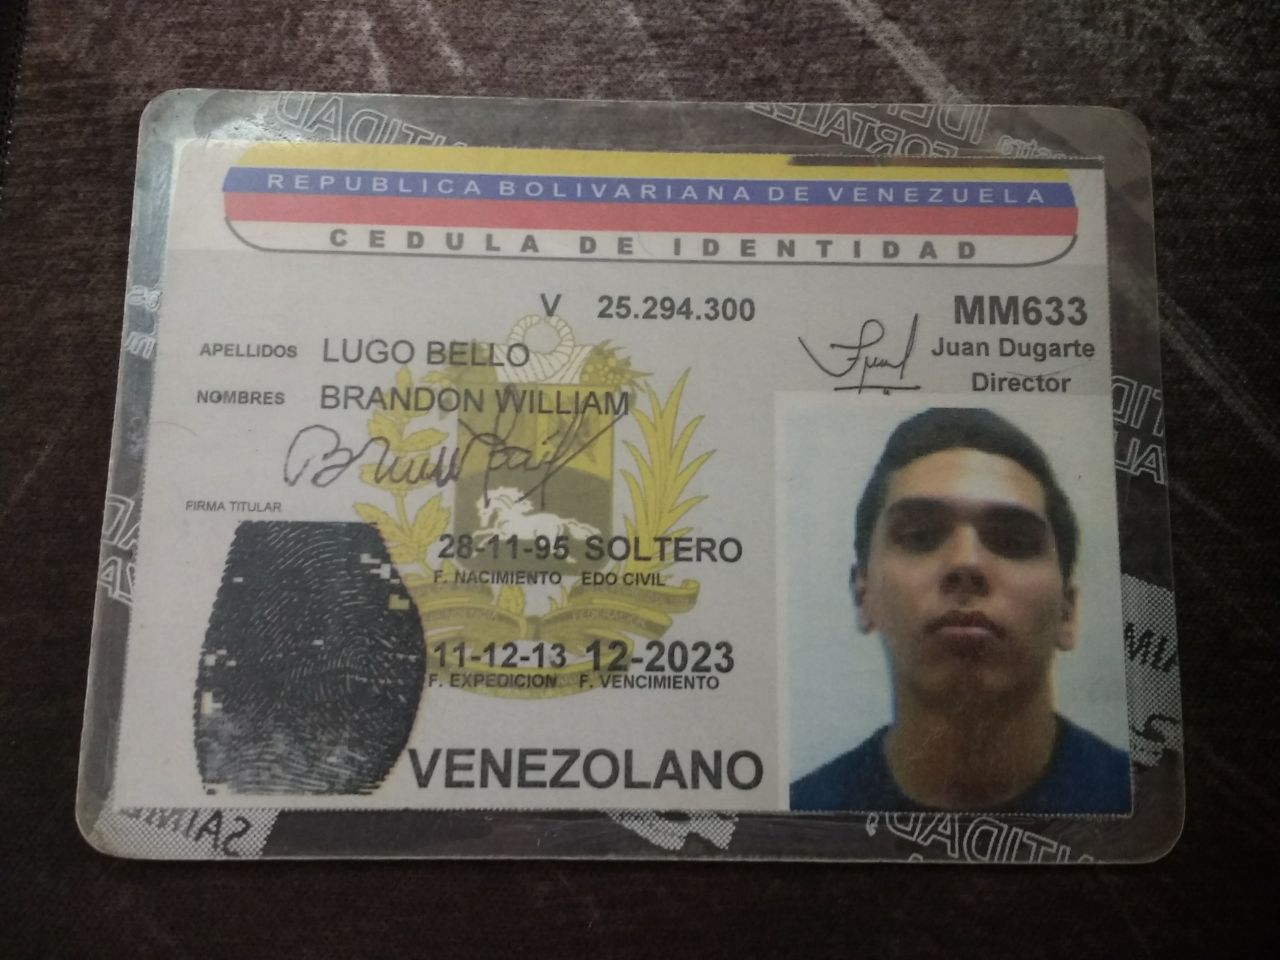 REPUBLICA BOLIVARIANA DE VENEZUELA
CEDULA DE IDENTIDAD
V 25.294.300
MM633
Juan Dugarte
Director
APELLIDOS LUGO BELLO
NOMBRES BRANDON WILLIAM
FIRMA TITULAR
28-11-95 SOLTERO
F. NACIMIENTO EDO CIVIL
11-12-13 12-2023
F. EXPEDICION F. VENCIMIENTO
VENEZOLANO